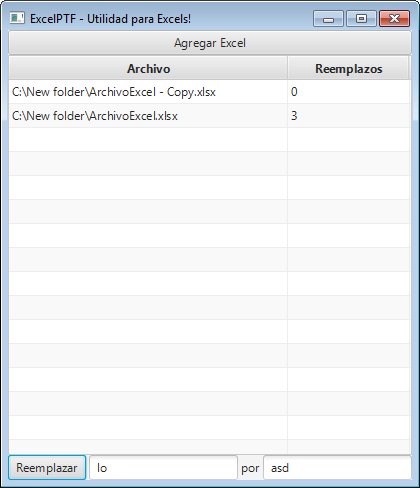 ExcelPTF - Utilidad para Excels!
Agregar Excel
Archivo Reemplazos
C:\New folder\ArchivoExcel - Copy.xlsx 0
C:\New folder\ArchivoExcel.xlsx 3
Reemplazar lo por asd